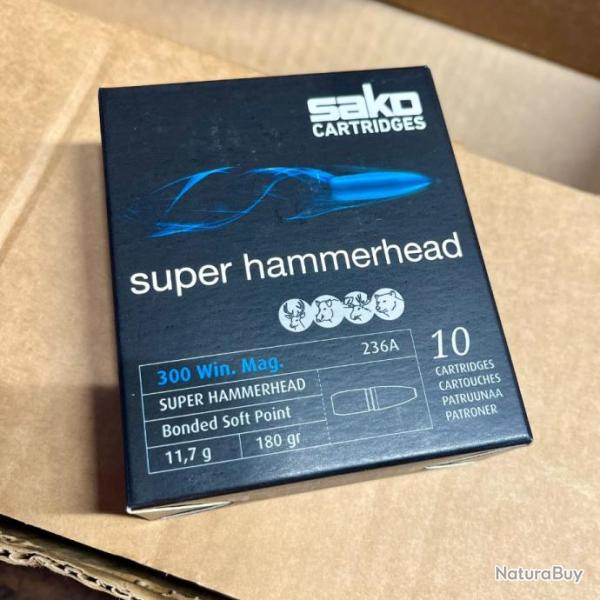 sako
CARTRIDGES
super hammerhead
300 Win. Mag.
236A
SUPER HAMMERHEAD
Bonded Soft Point
11,7 g
180 gr
10
CARTRIDGES
CARTOUCHES
PATRUUNAA
PATRONER
NaturaBuy